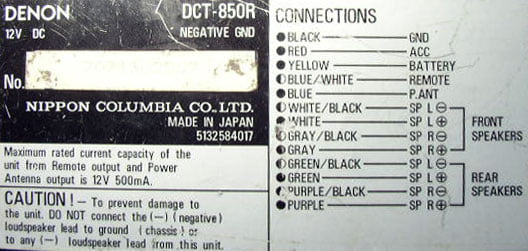 DENON DCT-850R
12V DC NEGATIVE GND
No.
NIPPON COLUMBIA CO.,LTD.
MADE IN JAPAN
5132584017
Maximum rated current capacity of the
unit from Remote output and Power
Antenna output is 12V 500mA.
CAUTION! – To prevent damage to
the unit. DO NOT connect the (—) (negative)
loudspeaker lead to ground (chassis) or
to any (—) loudspeaker lead from this unit.
CONNECTIONS
BLACK GND
RED ACC
YELLOW BATTERY
BLUE/WHITE REMOTE
BLUE P.ANT
WHITE/BLACK SP L ⊖
WHITE SP L ⊕
GRAY/BLACK SP R ⊖
GRAY SP R ⊕
FRONT
SPEAKERS
GREEN/BLACK SP L ⊖
GREEN SP L ⊕
PURPLE/BLACK SP R ⊖
PURPLE SP R ⊕
REAR
SPEAKERS